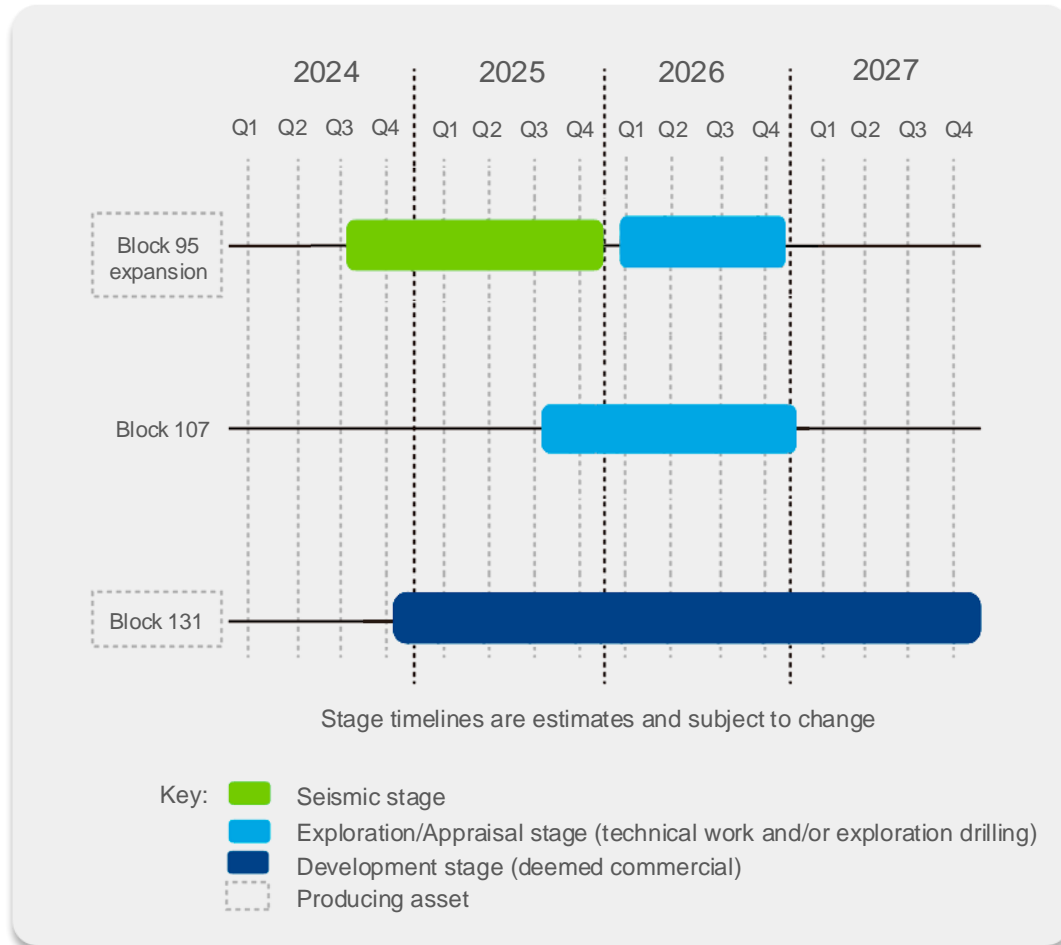 2024 2025 2026 2027
Q1 Q2 Q3 Q4 Q1 Q2 Q3 Q4 Q1 Q2 Q3 Q4 Q1 Q2 Q3 Q4
Block 95
expansion
Block 107
Block 131
Stage timelines are estimates and subject to change
Key:
Seismic stage
Exploration/Appraisal stage (technical work and/or exploration drilling)
Development stage (deemed commercial)
Producing asset